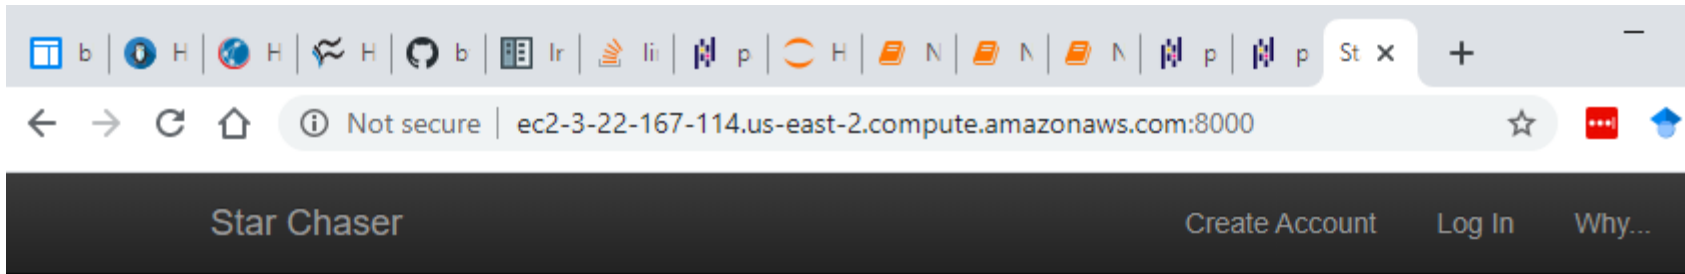 b H H H b Ir lii p H N N N p p St
Not secure ec2-3-22-167-114.us-east-2.compute.amazonaws.com:8000
Star Chaser Create Account Log In Why...